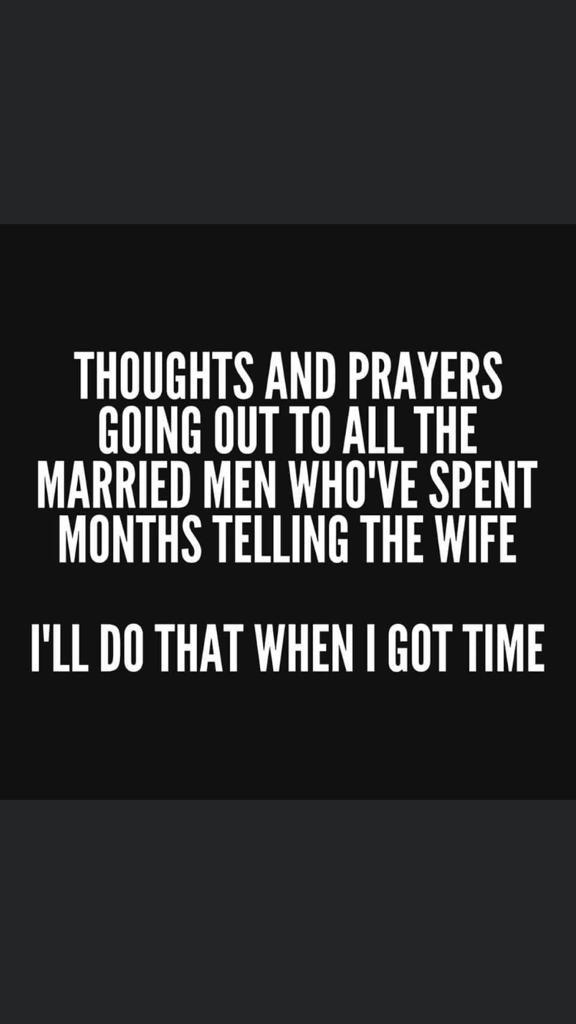 THOUGHTS AND PRAYERS
GOING OUT TO ALL THE
MARRIED MEN WHO'VE SPENT
MONTHS TELLING THE WIFE
I'LL DO THAT WHEN I GOT TIME